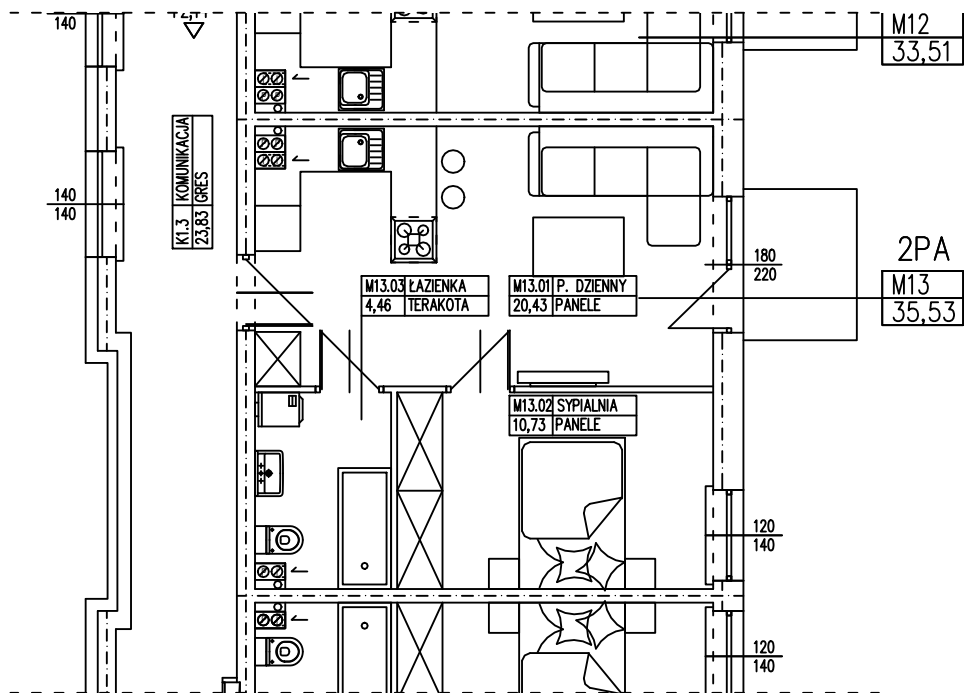 140
M12
33,51
K1.3 KOMUNIKACJA
23,83 GRES
140
140
180
220
2PA
M13
35,53
M13.03 ŁAZIENKA
4,46 TERAKOTA
M13.01 P. DZIENNY
20,43 PANELE
M13.02 SYPIALNIA
10,73 PANELE
120
140
120
140